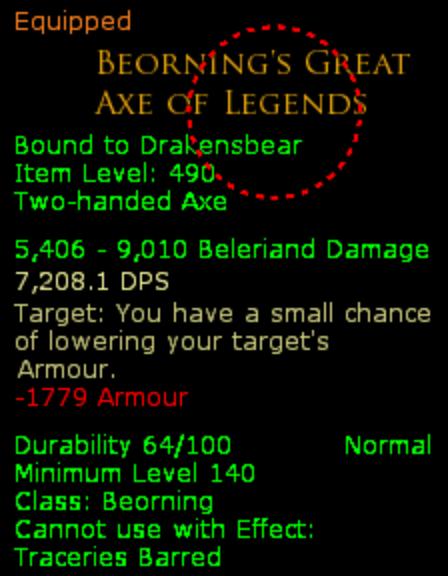 Equipped
Beorning's Great
Axe of Legends
Bound to Drakensbear
Item Level: 490
Two-handed Axe
5,406 - 9,010 Beleriand Damage
7,208.1 DPS
Target: You have a small chance
of lowering your target's
Armour.
-1779 Armour
Durability 64/100 Normal
Minimum Level 140
Class: Beorning
Cannot use with Effect:
Traceries Barred